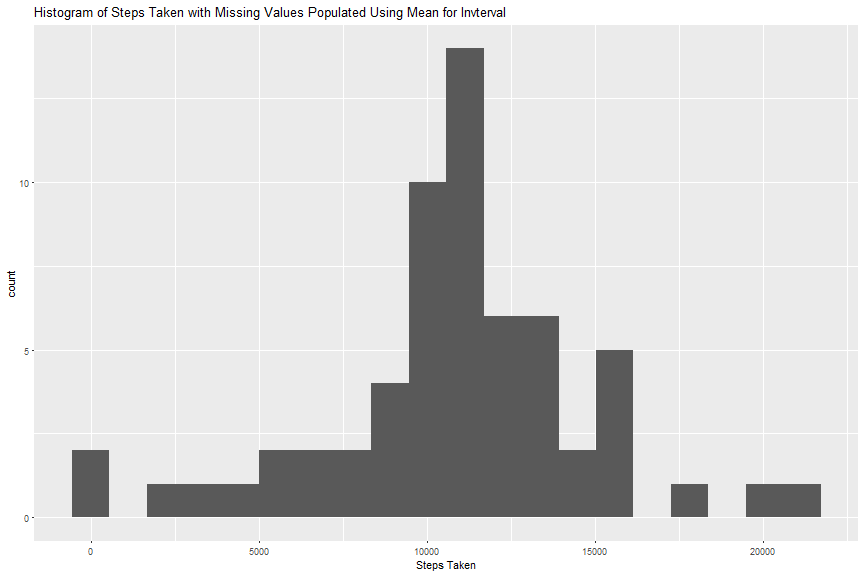 Histogram of Steps Taken with Missing Values Populated Using Mean for Invterval
count
10
5
0
0 5000 10000 15000 20000
Steps Taken